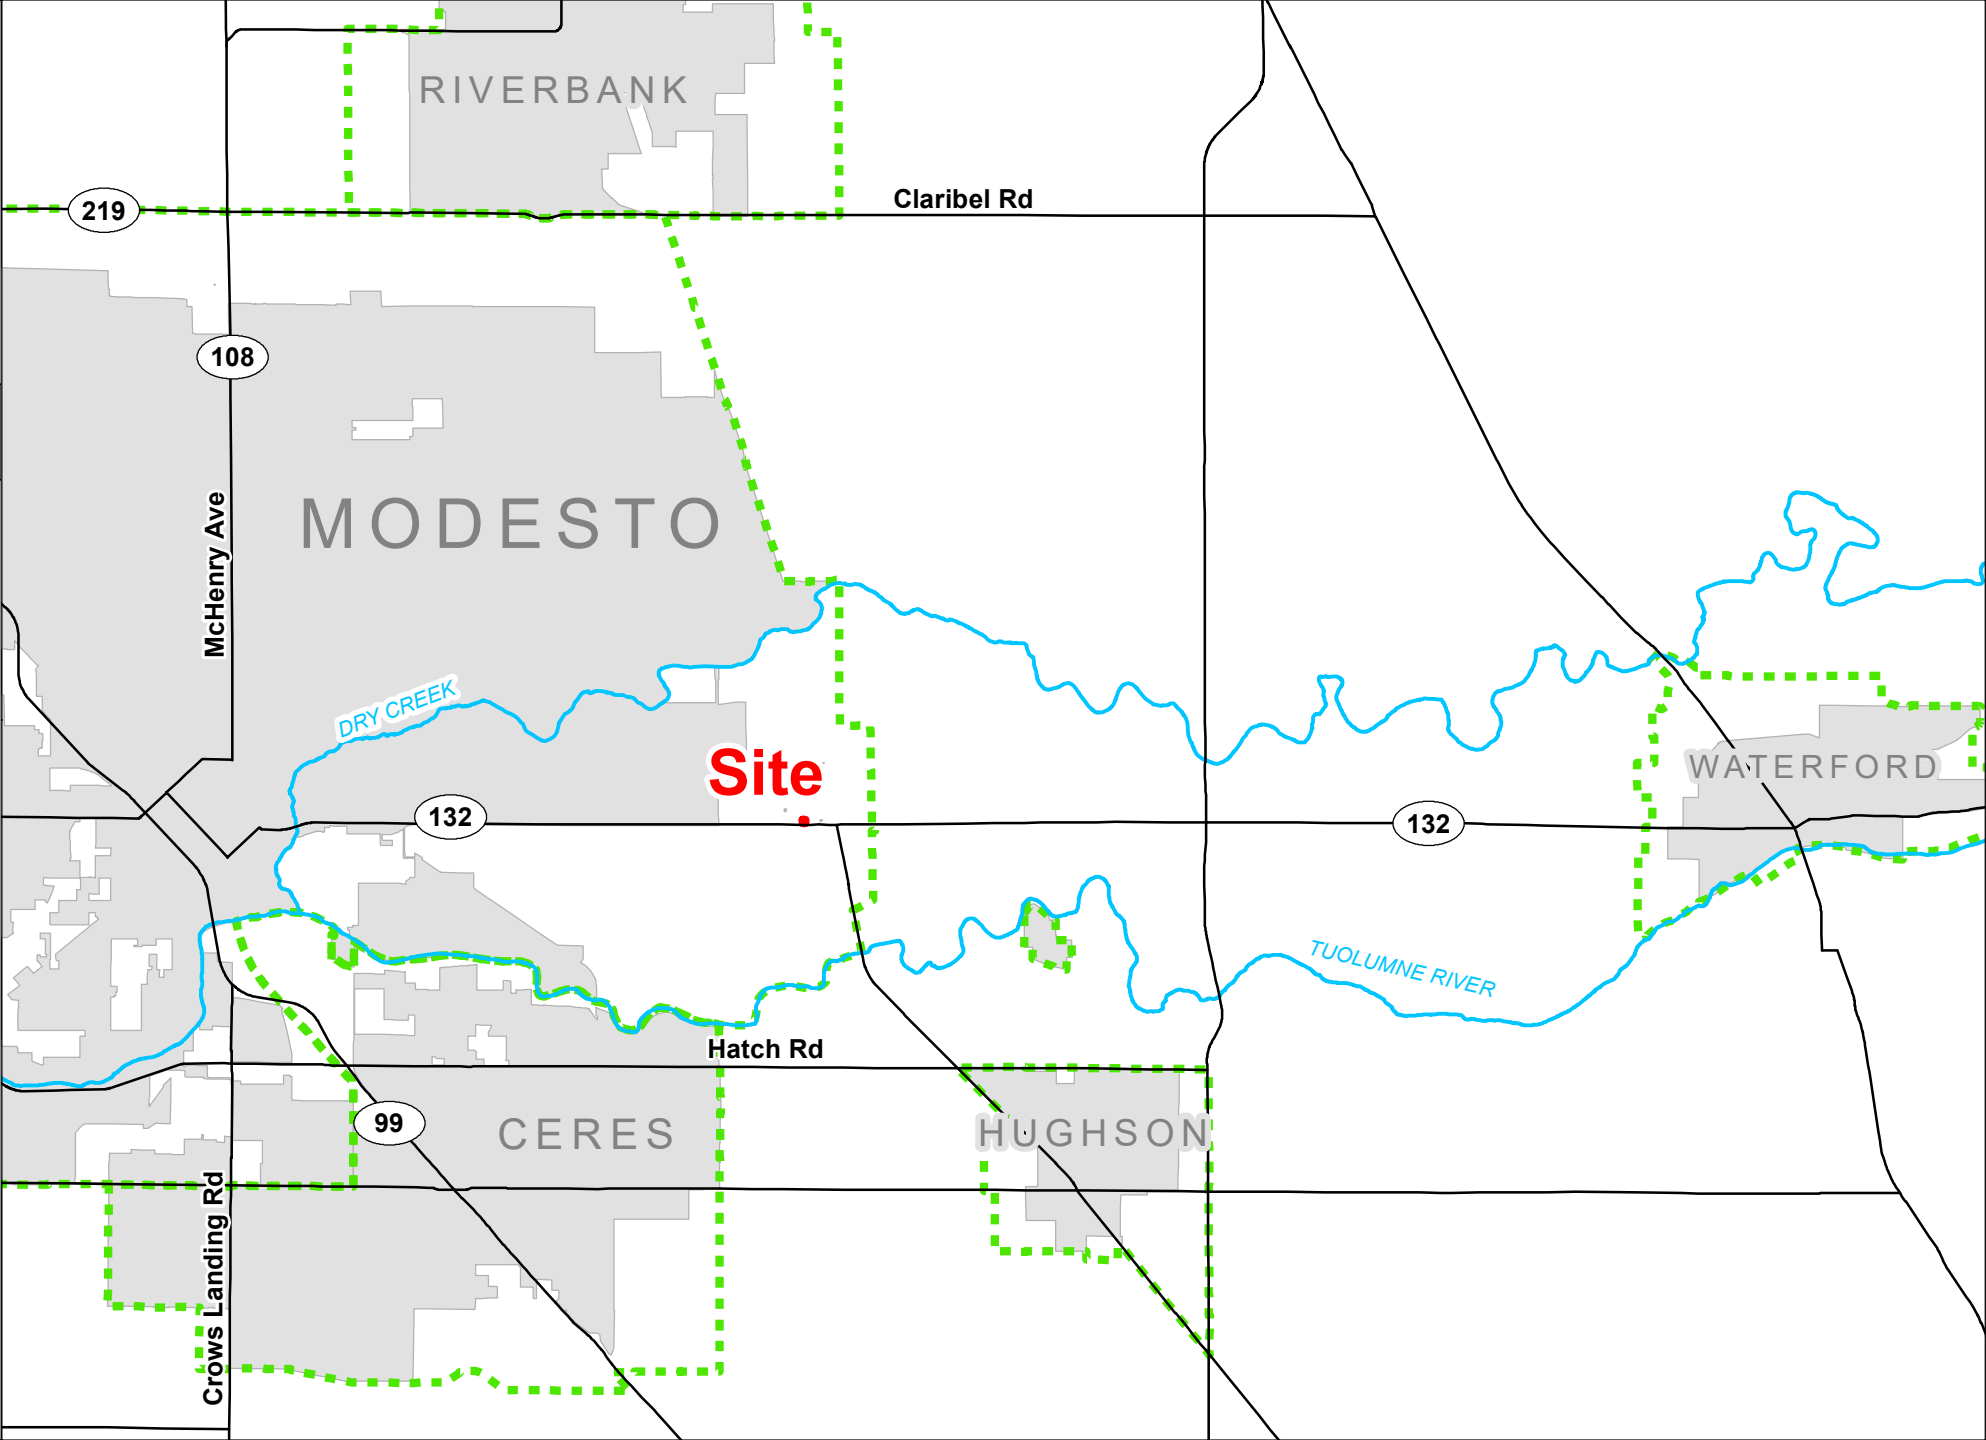 RIVERBANK
219
Claribel Rd
108
McHenry Ave
MODESTO
DRY CREEK
Site
132
132
WATERFORD
TUOLUMNE RIVER
Hatch Rd
99
CERES
HUGHSON
Crows Landing Rd